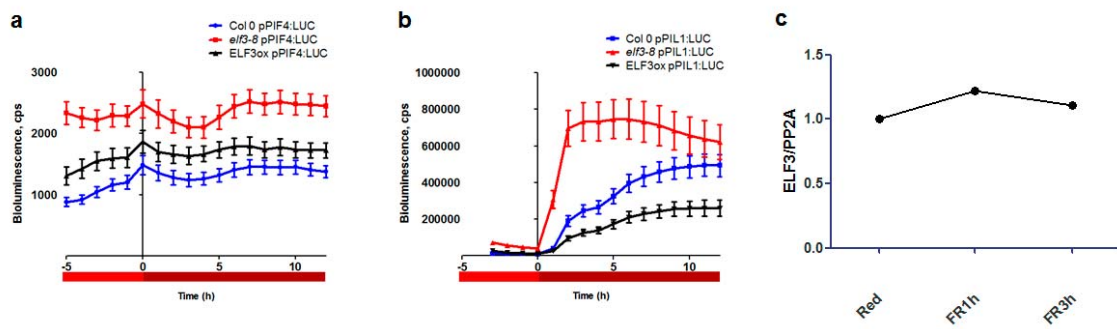 a
Col 0 pPIF4:LUC
elf3-8 pPIF4:LUC
ELF3ox pPIF4:LUC
3000
2000
1000
Bioluminescence, cps
-5 0 5 10
Time (h)
b
Col 0 pPIL1:LUC
elf3-8 pPIL1:LUC
ELF3ox pPIL1:LUC
1000000
800000
600000
400000
200000
Bioluminescence, cps
-5 0 5 10
Time (h)
c
1.5
1.0
0.5
0.0
ELF3/PP2A
Red FR1h FR3h